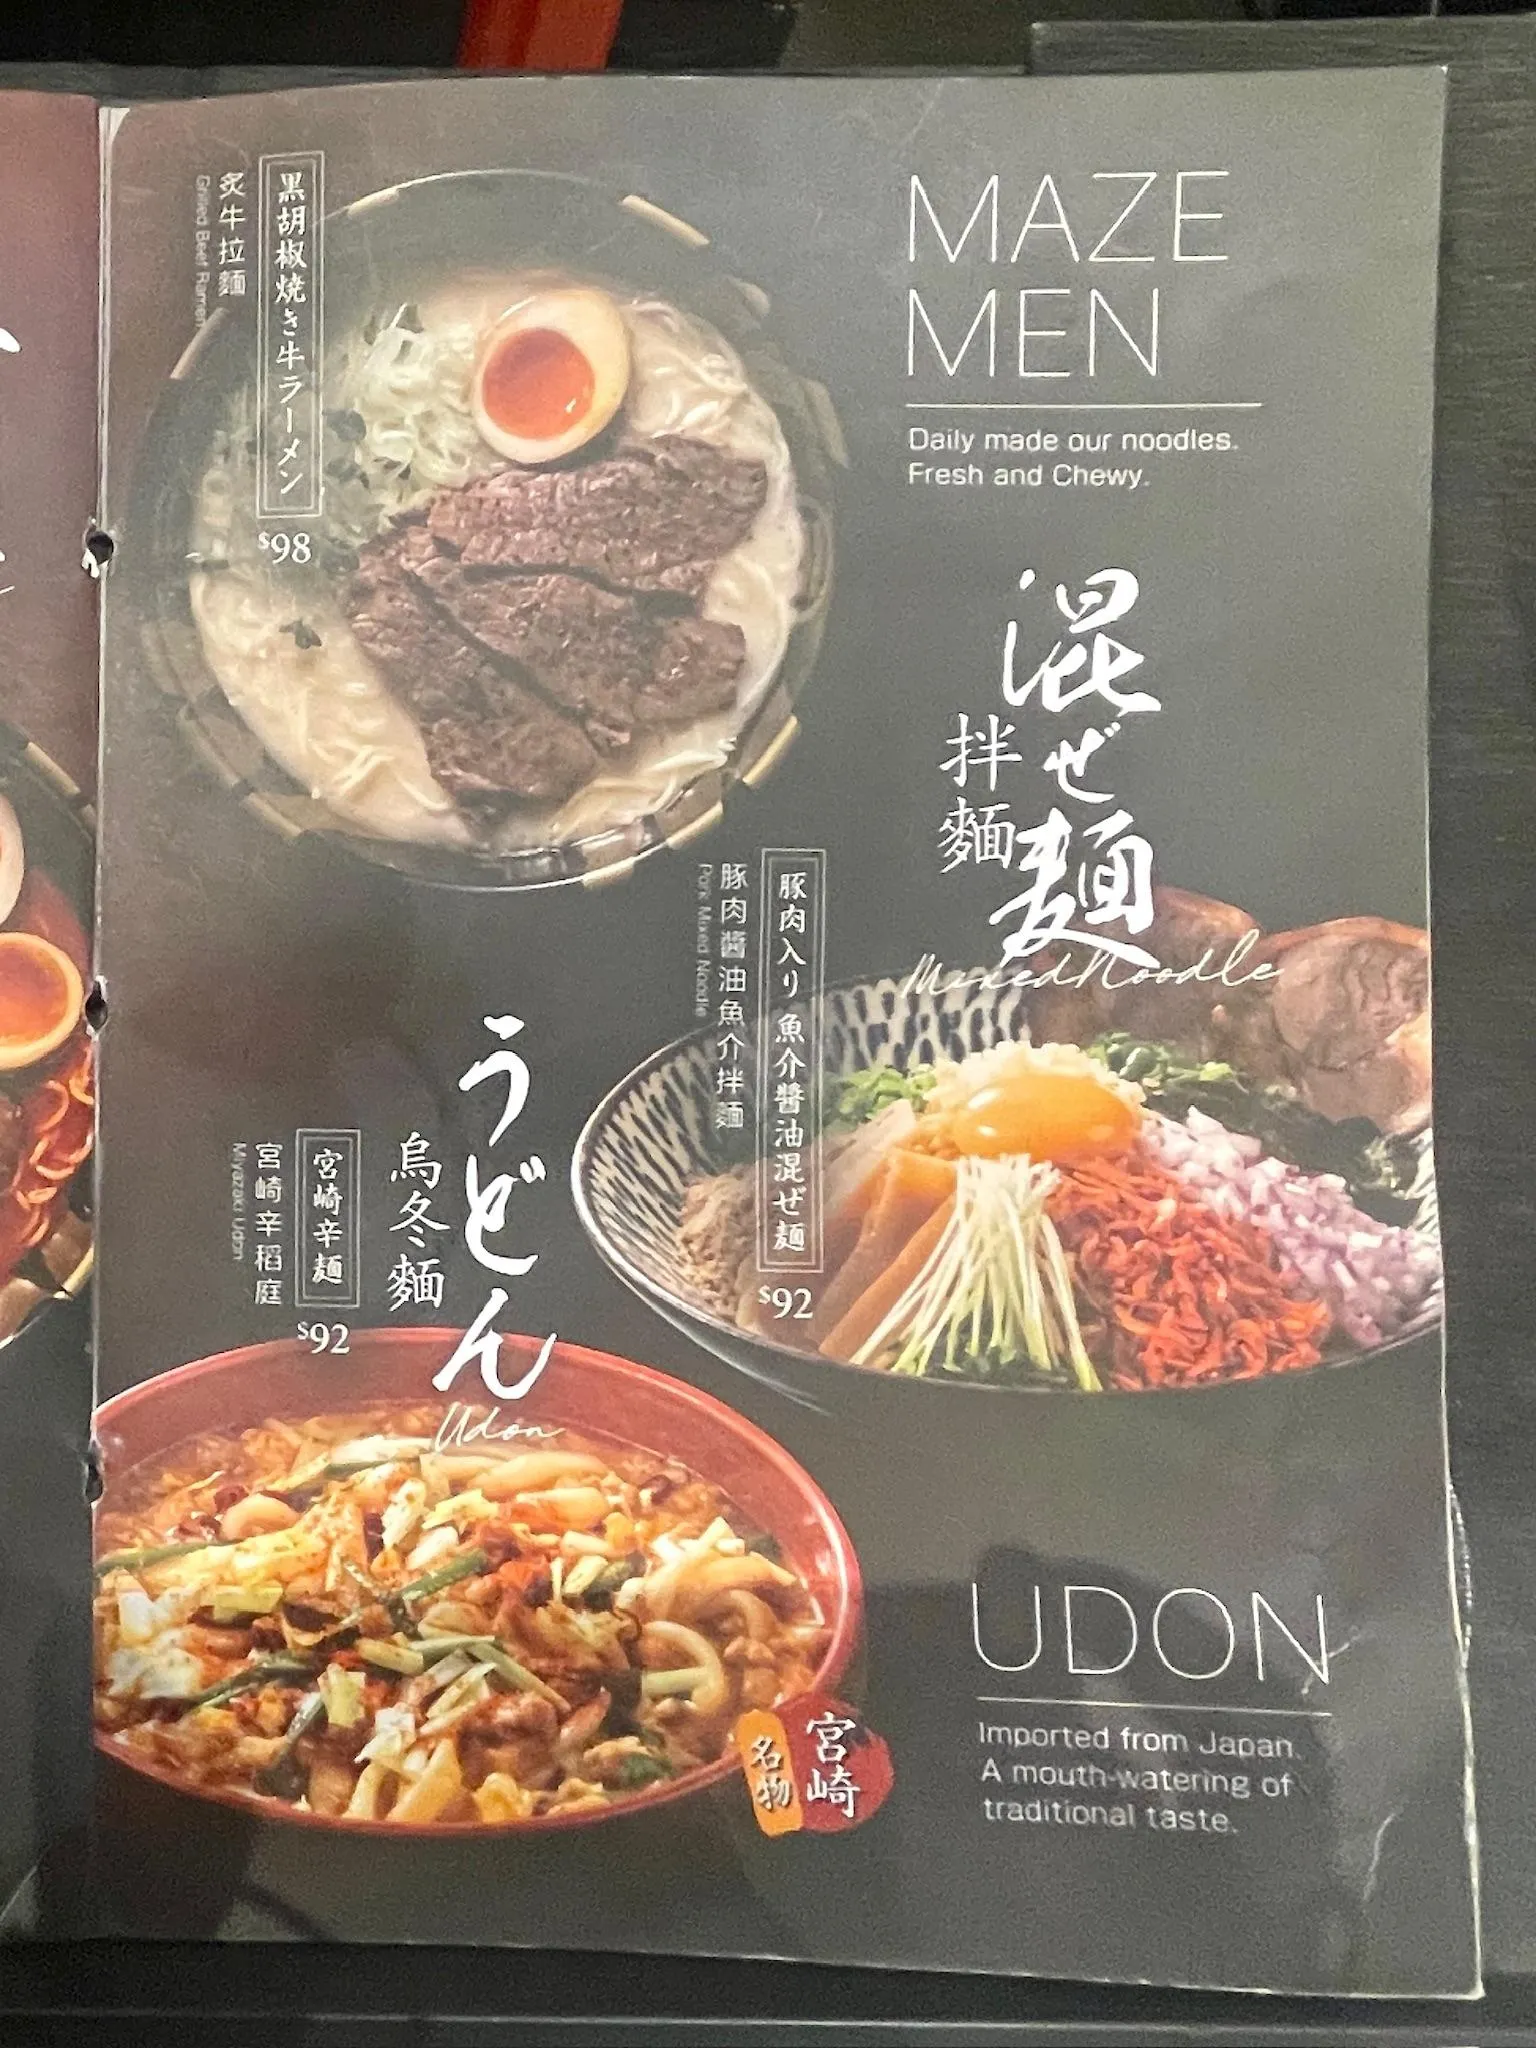 MAZE
MEN
Daily made our noodles.
Fresh and Chewy.
黒胡椒焼き牛ラーメン
炙牛拉麵
Grilled Beef Ramen
$98
混ぜ麺
拌麵
Mixed Noodle
豚肉入り 魚介醬油混ぜ麺
豚肉醬油魚介拌麵
Pork Mixed Noodle
$92
うどん
烏冬麵
Udon
宮崎辛麺
宮崎辛稻庭
Miyazaki Udon
$92
宮崎
名物
UDON
Imported from Japan.
A mouth-watering of
traditional taste.